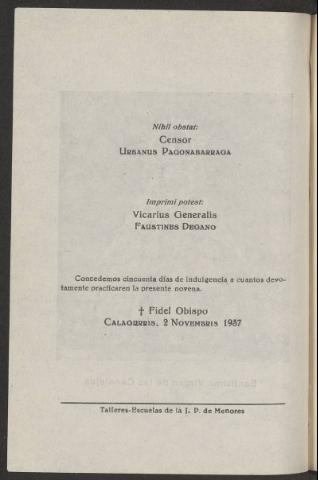 Nihil obstat:
Censor
Urbanus Pagonabarraga
Imprimi potest:
Vicarius Generalis
Faustines Degano
Concedemos cincuenta días de indulgencia a cuantos devo-
tamente practicaren la presente novena.
† Fidel Obispo
Calagurris, 2 Novembris 1937
Talleres-Escuelas de la J. P. de Menores